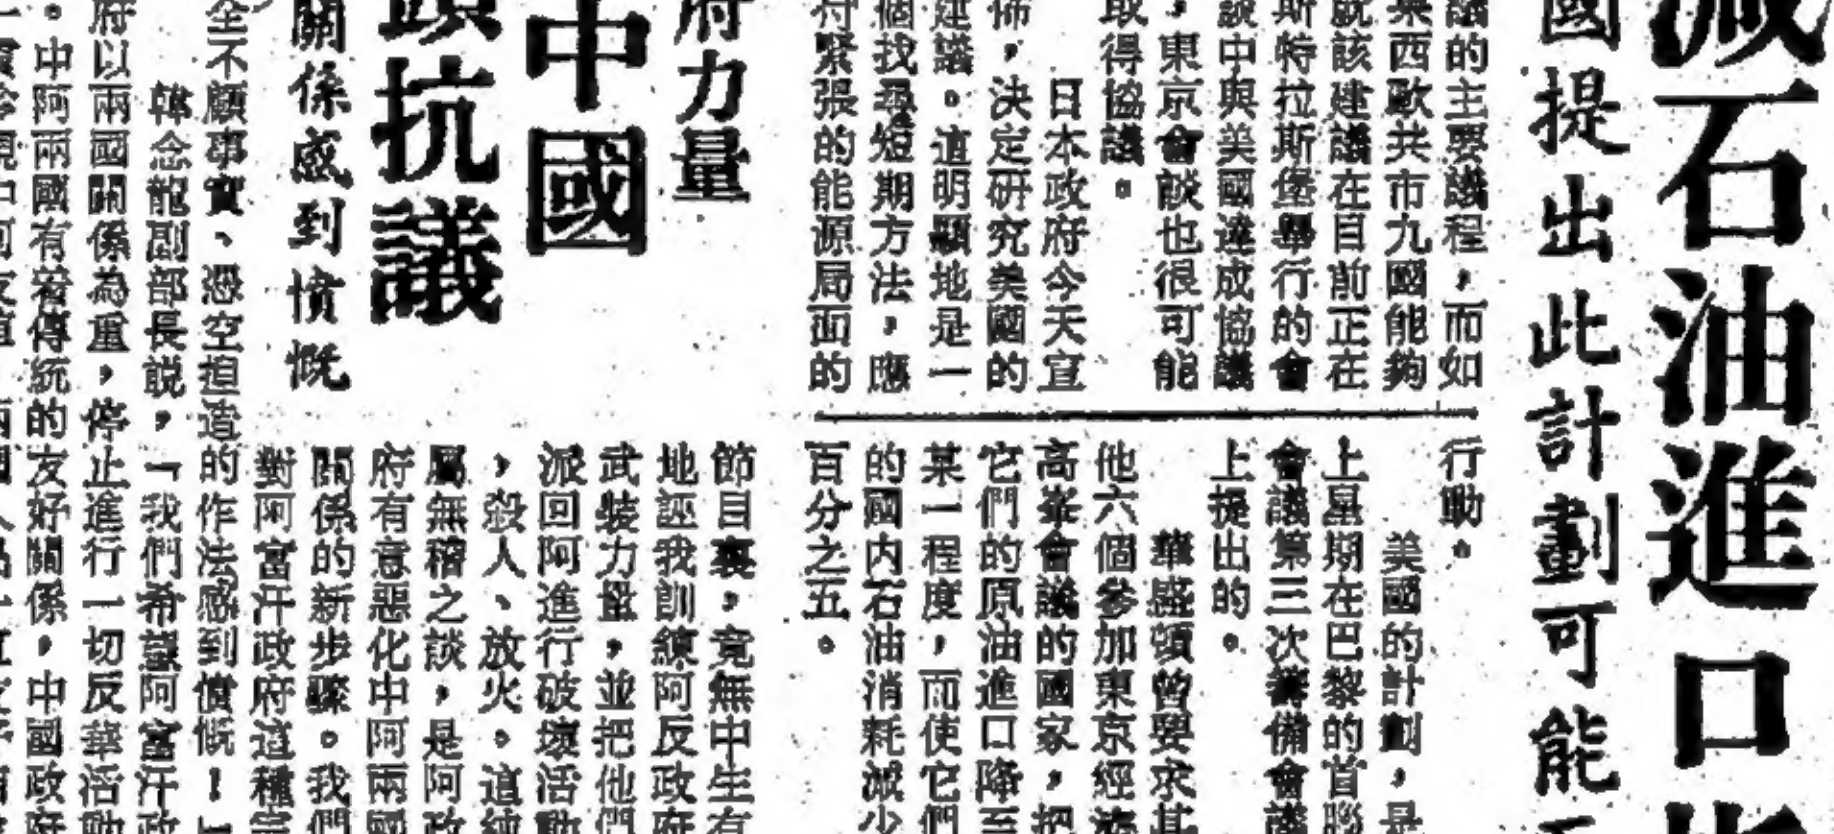 減石油進口
國提出此計劃可能
議的主要議程，而如
果西歐共市九國能夠
就該建議在目前正在
斯特拉斯堡舉行的會
談中與美國達成協議
，東京會談也很可能
取得協議。
日本政府今天宣
佈，決定研究美國的
建議。這明顯地是一
個找尋短期方法，應
付緊張的能源局面的
行動。
美國的計劃，是
上星期在巴黎的首腦
會議第三次籌備會議
上提出的。
華盛頓曾要求其
他六個參加東京經濟
高峯會議的國家，把
它們的原油進口降至
某一程度，而使它們
的國內石油消耗減少
百分之五。
府力量
中國
抗議
關係感到憤慨
節目裏，竟無中生有
地誣我訓練阿反政府
武裝力量，並把他們
派回阿進行破壞活動
，殺人、放火。這純
屬無稽之談，是阿政
府有意惡化中阿兩國
關係的新步驟。我們
對阿富汗政府這種完
全不顧事實、憑空捏造的作法感到憤慨！」
韓念龍副部長說，「我們希望阿富汗政
府以兩國關係為重，停止進行一切反華活動
。中阿兩國有着傳統的友好關係，中國政府